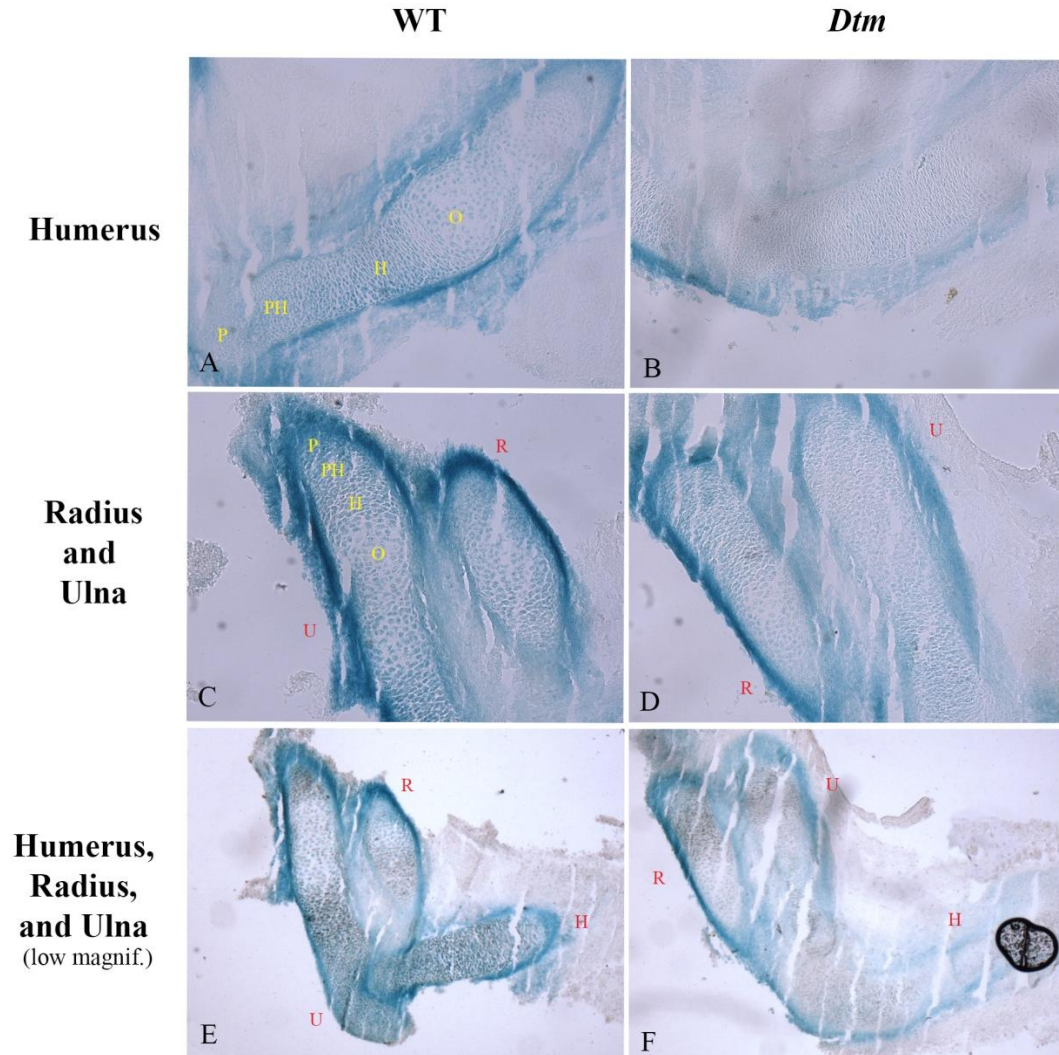 WT
Dtm
Humerus
O
H
PH
P
A
B
Radius
and
Ulna
P
R
PH
H
O
U
C
U
R
D
Humerus,
Radius,
and Ulna
(low magnif.)
R
H
U
E
U
R
H
F